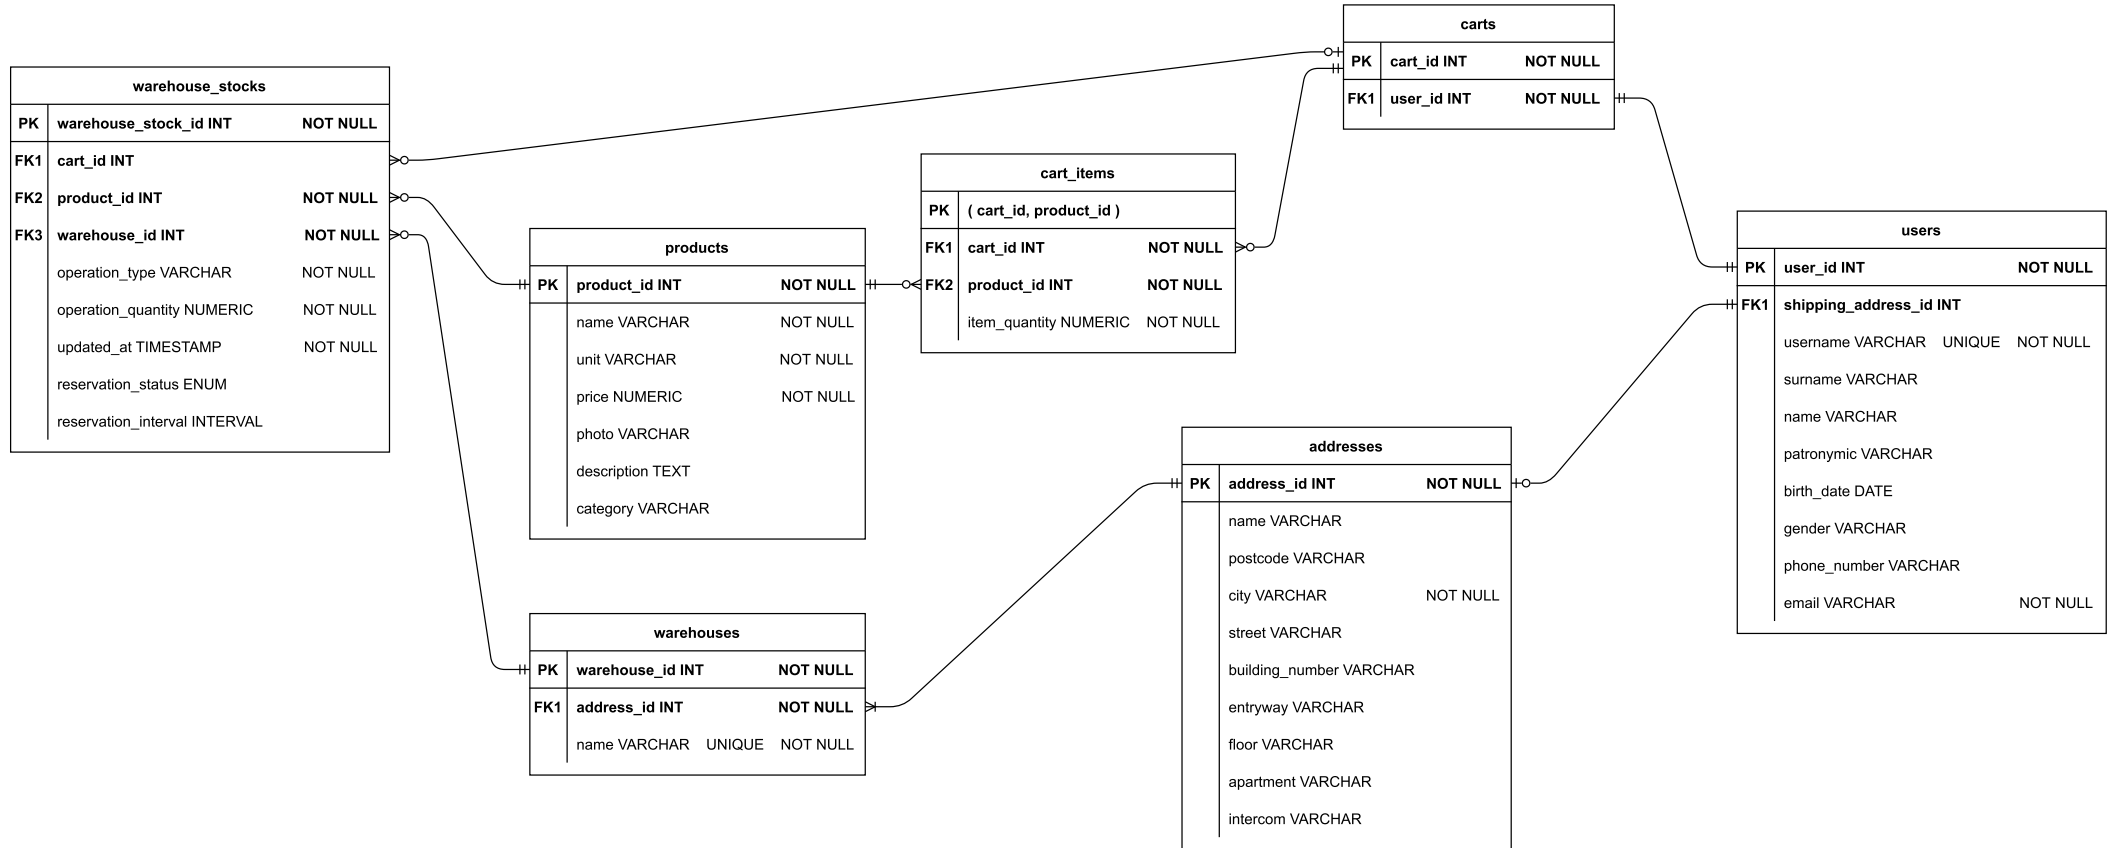 carts
PK cart_id INT NOT NULL
FK1 user_id INT NOT NULL
warehouse_stocks
PK warehouse_stock_id INT NOT NULL
FK1 cart_id INT
FK2 product_id INT NOT NULL
FK3 warehouse_id INT NOT NULL
operation_type VARCHAR NOT NULL
operation_quantity NUMERIC NOT NULL
updated_at TIMESTAMP NOT NULL
reservation_status ENUM
reservation_interval INTERVAL
cart_items
PK ( cart_id, product_id )
FK1 cart_id INT NOT NULL
FK2 product_id INT NOT NULL
item_quantity NUMERIC NOT NULL
products
PK product_id INT NOT NULL
name VARCHAR NOT NULL
unit VARCHAR NOT NULL
price NUMERIC NOT NULL
photo VARCHAR
description TEXT
category VARCHAR
users
PK user_id INT NOT NULL
FK1 shipping_address_id INT
username VARCHAR UNIQUE NOT NULL
surname VARCHAR
name VARCHAR
patronymic VARCHAR
birth_date DATE
gender VARCHAR
phone_number VARCHAR
email VARCHAR NOT NULL
addresses
PK address_id INT NOT NULL
name VARCHAR
postcode VARCHAR
city VARCHAR NOT NULL
street VARCHAR
building_number VARCHAR
entryway VARCHAR
floor VARCHAR
apartment VARCHAR
intercom VARCHAR
warehouses
PK warehouse_id INT NOT NULL
FK1 address_id INT NOT NULL
name VARCHAR UNIQUE NOT NULL